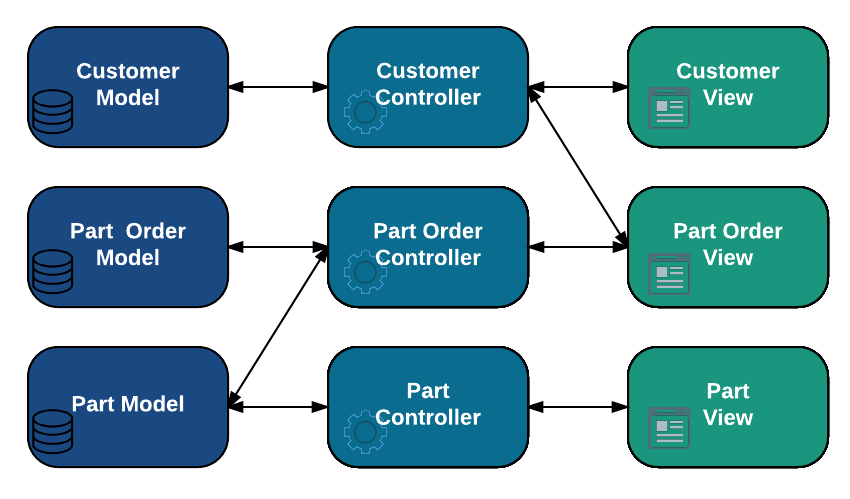 Customer
Model
Customer
Controller
Customer
View
Part  Order
Model
Part Order
Controller
Part Order
View
Part Model
Part
Controller
Part
View